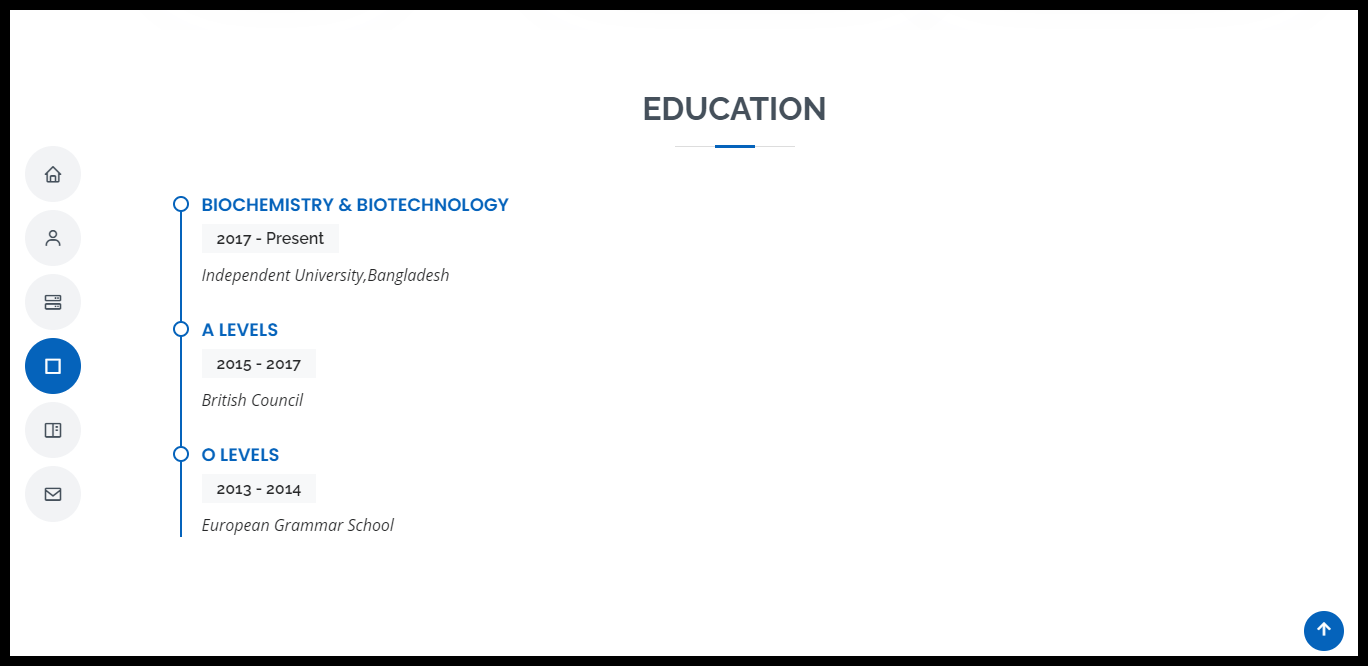 EDUCATION
BIOCHEMISTRY & BIOTECHNOLOGY
2017 - Present
Independent University,Bangladesh
A LEVELS
2015 - 2017
British Council
O LEVELS
2013 - 2014
European Grammar School